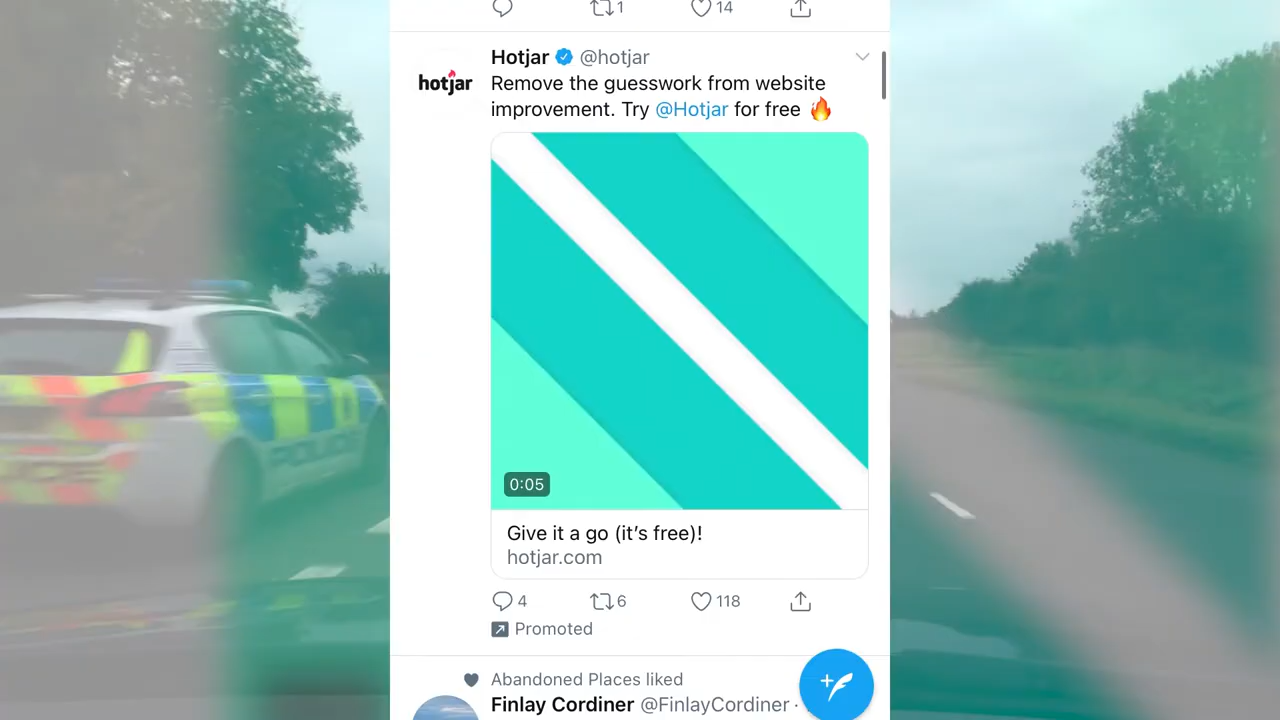 1 14
Hotjar @hotjar
hotjar
Remove the guesswork from website
improvement. Try @Hotjar for free 🔥
0:05
Give it a go (it’s free)!
hotjar.com
4 6 118
Promoted
Abandoned Places liked
Finlay Cordiner @FinlayCordiner ·
POLICE